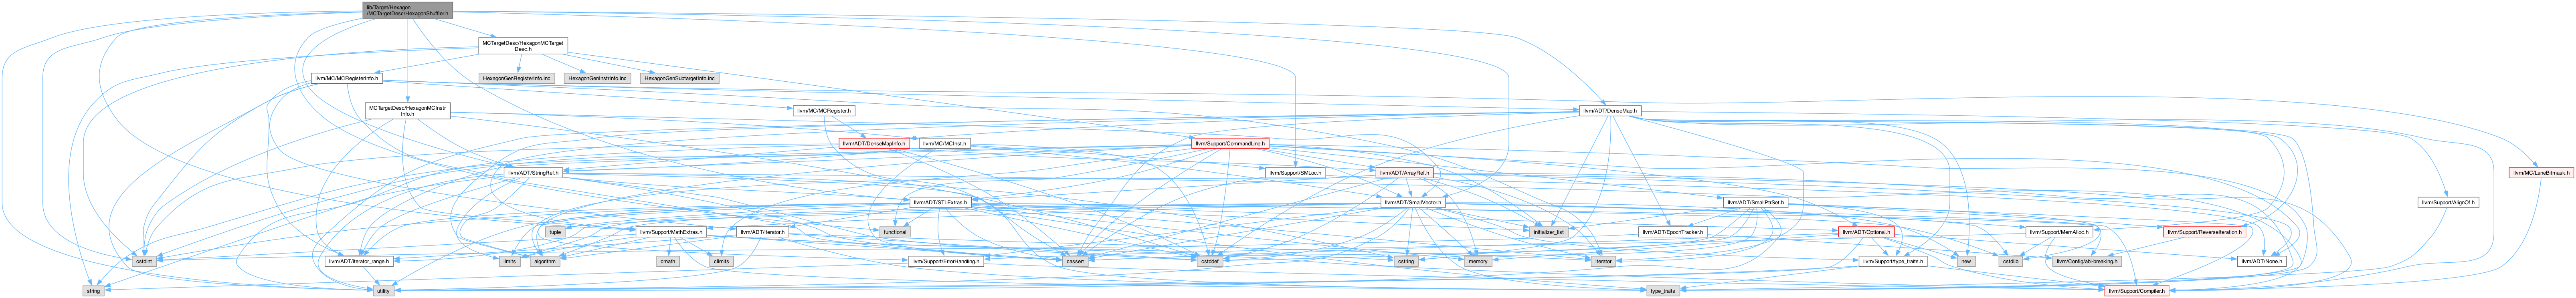 lib/Target/Hexagon
/MCTargetDesc/HexagonShuffler.h
MCTargetDesc/HexagonMCTarget
Desc.h
llvm/MC/MCRegisterInfo.h
HexagonGenRegisterInfo.inc
HexagonGenInstrInfo.inc
HexagonGenSubtargetInfo.inc
MCTargetDesc/HexagonMCInstr
Info.h
llvm/MC/MCRegister.h
llvm/ADT/DenseMap.h
llvm/ADT/DenseMapInfo.h
llvm/MC/MCInst.h
llvm/Support/CommandLine.h
llvm/ADT/StringRef.h
llvm/Support/SMLoc.h
llvm/ADT/ArrayRef.h
llvm/MC/LaneBitmask.h
llvm/ADT/STLExtras.h
llvm/ADT/SmallVector.h
llvm/ADT/SmallPtrSet.h
llvm/Support/AlignOf.h
tuple
llvm/Support/MathExtras.h
llvm/ADT/iterator.h
functional
initializer_list
llvm/ADT/EpochTracker.h
llvm/ADT/Optional.h
llvm/Support/MemAlloc.h
llvm/Support/ReverseIteration.h
cstdint
llvm/ADT/iterator_range.h
limits
algorithm
cmath
climits
llvm/Support/ErrorHandling.h
cassert
cstddef
cstring
memory
iterator
llvm/Support/type_traits.h
new
cstdlib
llvm/Config/abi-breaking.h
llvm/ADT/None.h
string
utility
type_traits
llvm/Support/Compiler.h